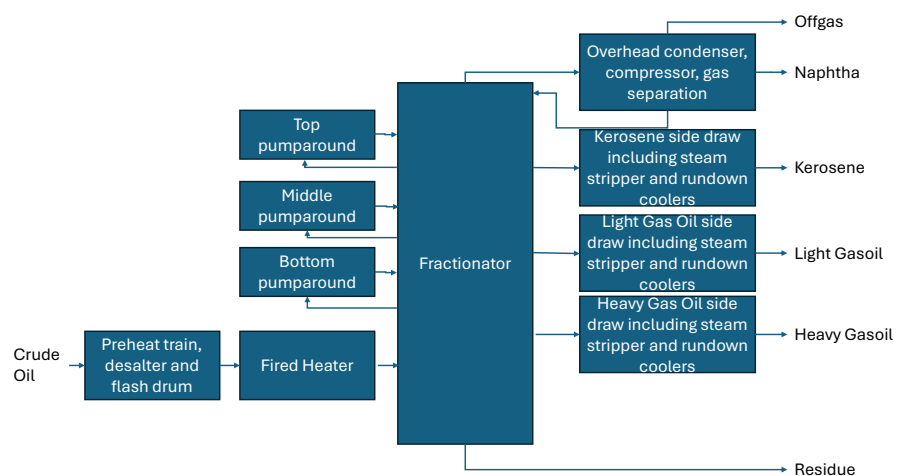 Offgas
Overhead condenser,
compressor, gas
separation
Naphtha
Top
pumparound
Kerosene side draw
including steam
stripper and rundown
coolers
Kerosene
Middle
pumparound
Light Gas Oil side
draw including steam
stripper and rundown
coolers
Light Gasoil
Fractionator
Bottom
pumparound
Heavy Gas Oil side
draw including steam
stripper and rundown
coolers
Heavy Gasoil
Crude
Oil
Preheat train,
desalter and
flash drum
Fired Heater
Residue